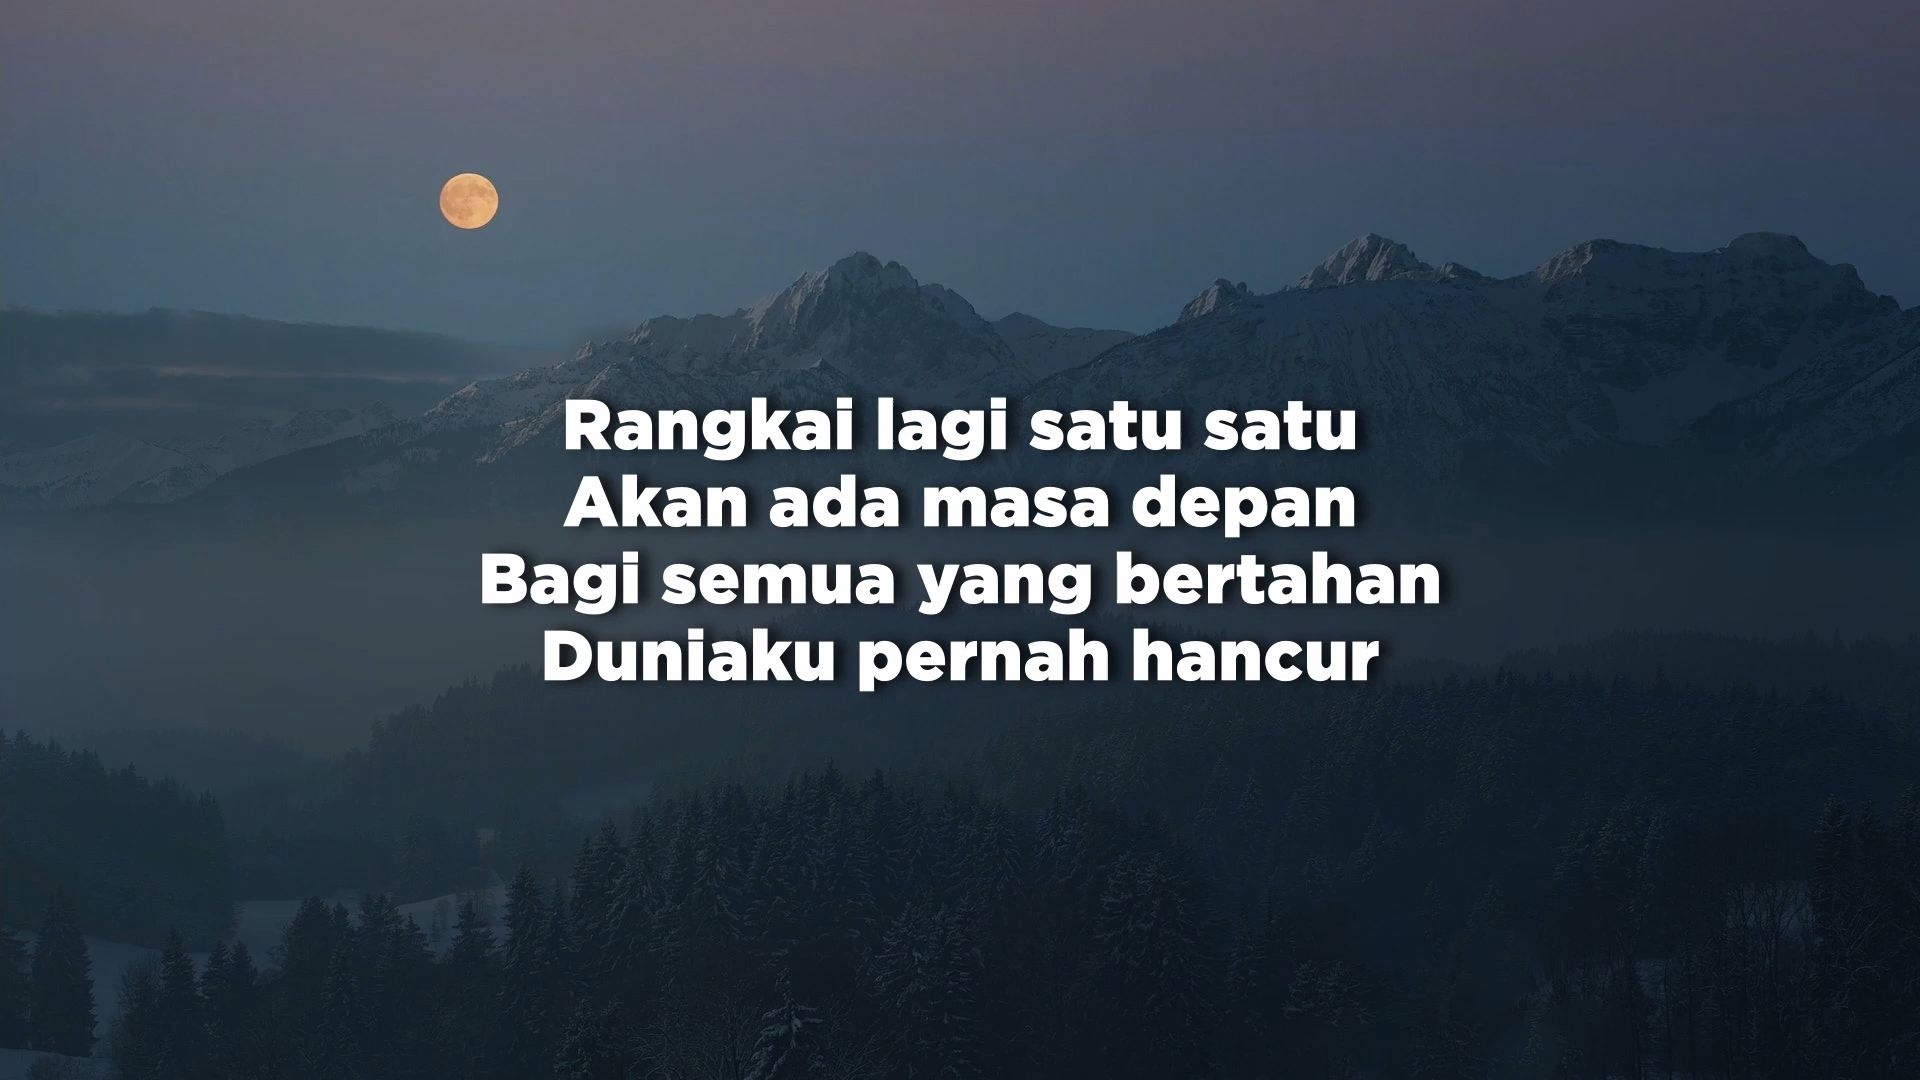 Rangkai lagi satu satu
Akan ada masa depan
Bagi semua yang bertahan
Duniaku pernah hancur